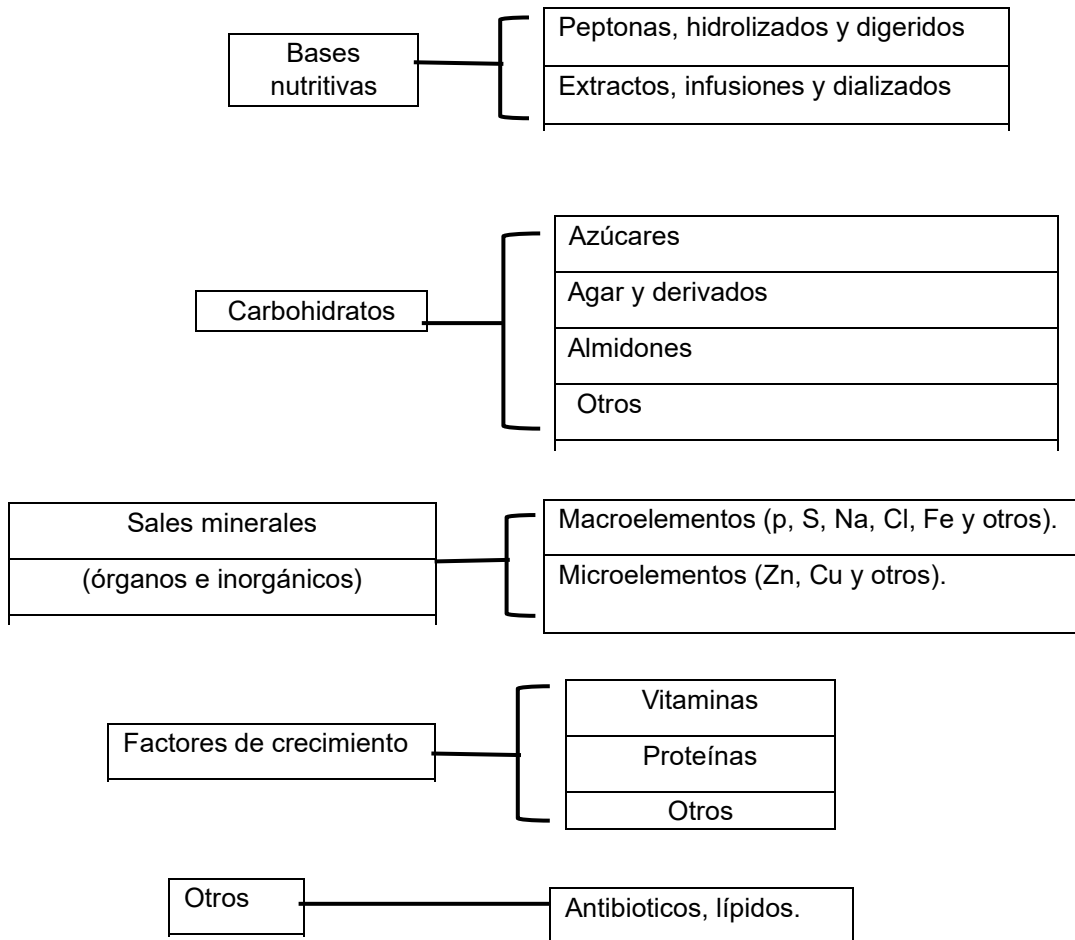 Bases
nutritivas
Peptonas, hidrolizados y digeridos
Extractos, infusiones y dializados
Carbohidratos
Azúcares
Agar y derivados
Almidones
Otros
Sales minerales
(órganos e inorgánicos)
Macroelementos (p, S, Na, Cl, Fe y otros).
Microelementos (Zn, Cu y otros).
Factores de crecimiento
Vitaminas
Proteínas
Otros
Otros
Antibioticos, lípidos.